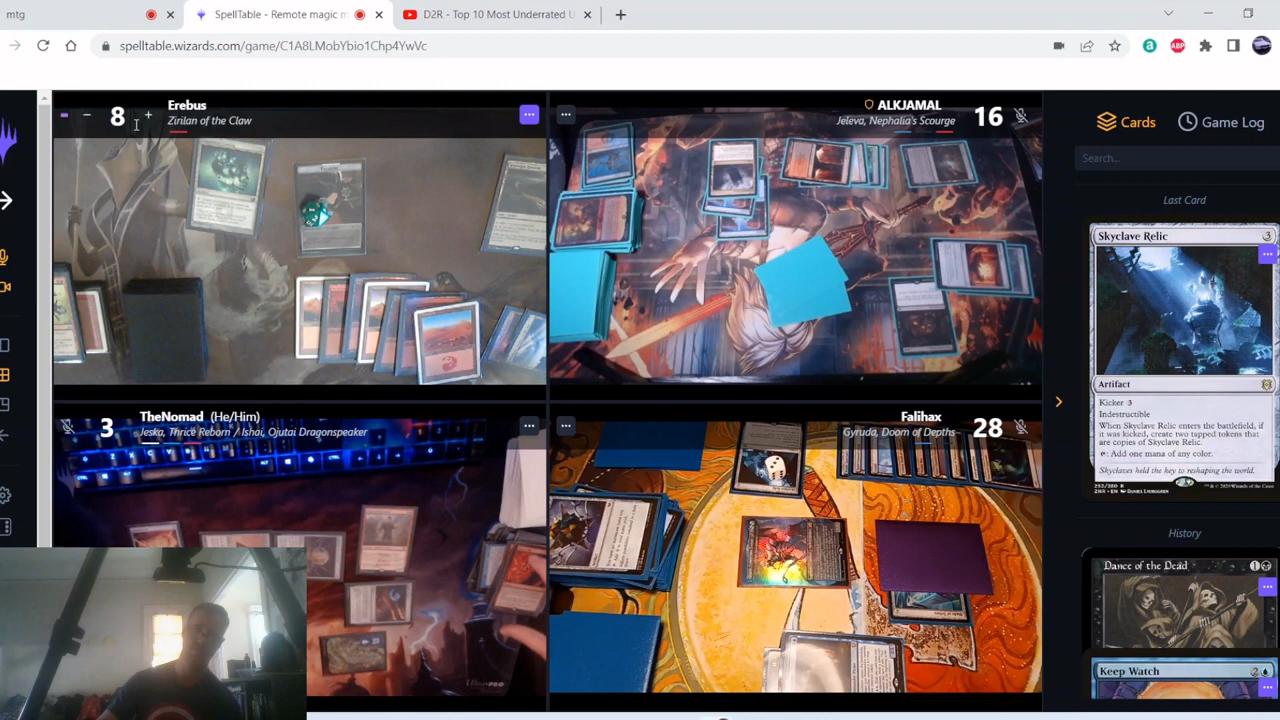 mtg
SpellTable - Remote magic m
D2R - Top 10 Most Underrated U
spelltable.wizards.com/game/C1A8LMobYbio1Chp4YwVc
ABP
8
Erebus
Zirilan of the Claw
ALKJAMAL
Jeleva, Nephalia's Scourge
16
3
TheNomad (He/Him)
Jeska, Thrice Reborn / Ishai, Ojutai Dragonspeaker
Falihax
Gyruda, Doom of Depths
28
Cards
Game Log
Search...
Last Card
Skyclave Relic 3
Artifact
Kicker 3
Indestructible
When Skyclave Relic enters the battlefield, if
it was kicked, create two tapped tokens that
are copies of Skyclave Relic.
: Add one mana of any color.
Skyclaves held the key to reshaping the world.
History
Dance of the Dead 1
Keep Watch 2